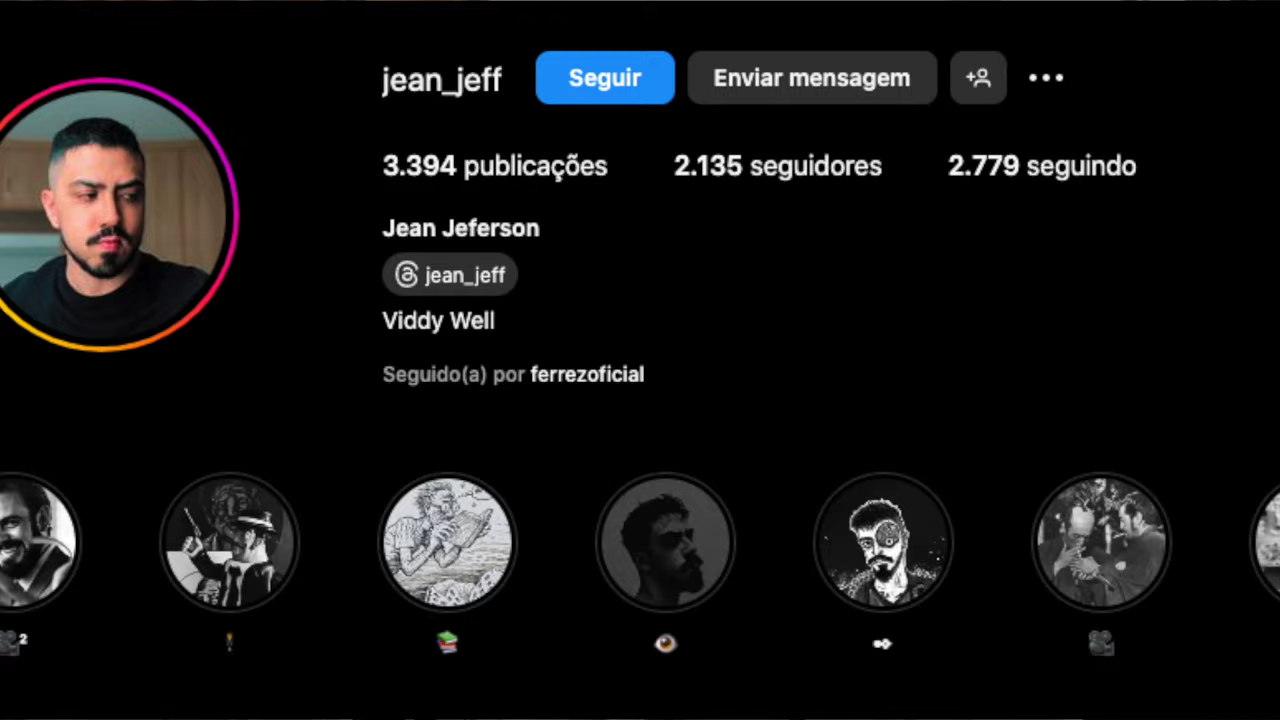 jean_jeff Seguir Enviar mensagem
3.394 publicações 2.135 seguidores 2.779 seguindo
Jean Jeferson
jean_jeff
Viddy Well
Seguido(a) por ferrezoficial
2